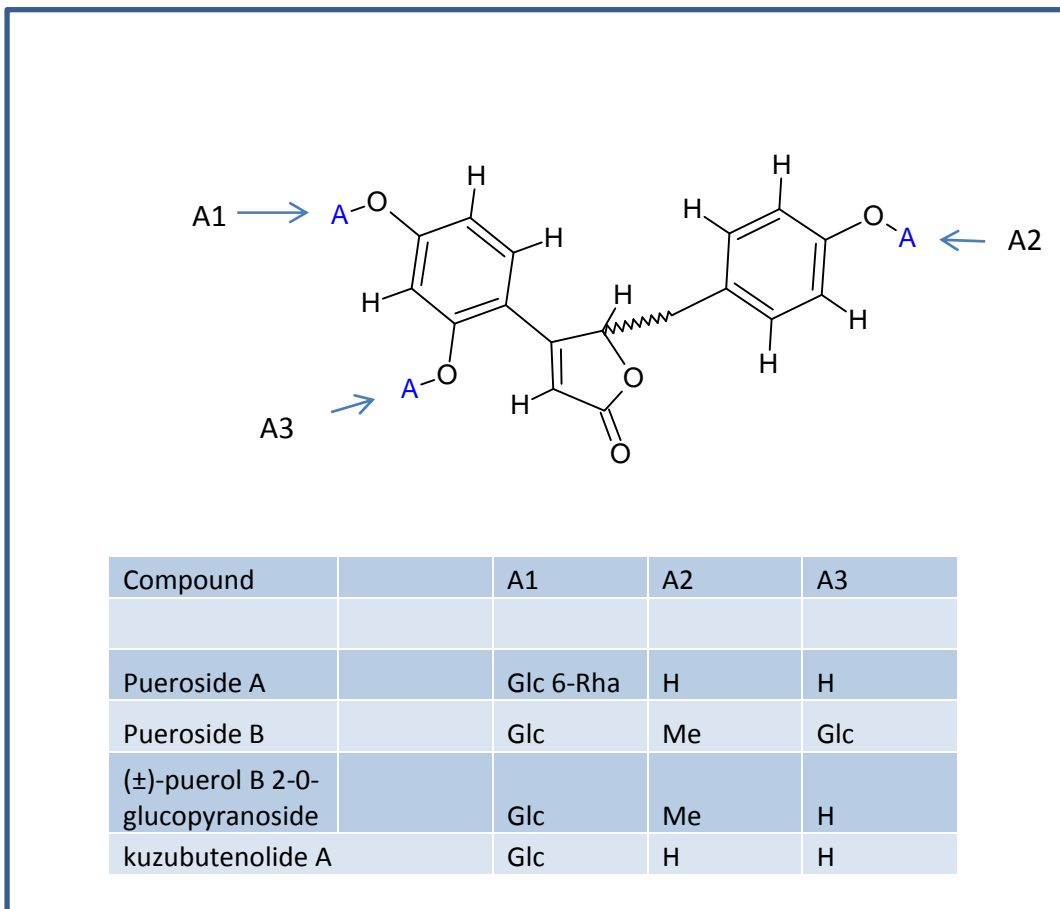 H
H
A1
A
O
H
O
A
A2
H
H
H
H
H
A
O
H
O
A3
H
O
Compound A1 A2 A3
Pueroside A Glc 6-Rha H H
Pueroside B Glc Me Glc
(±)-puerol B 2-0-
glucopyranoside Glc Me H
kuzubutenolide A Glc H H